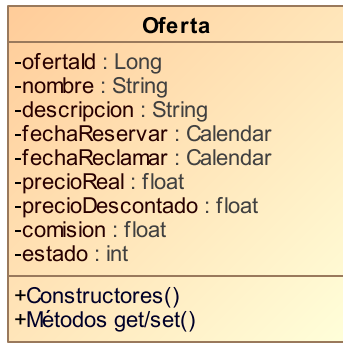 Oferta
-ofertaId : Long
-nombre : String
-descripcion : String
-fechaReservar : Calendar
-fechaReclamar : Calendar
-precioReal : float
-precioDescontado : float
-comision : float
-estado : int
+Constructores()
+Métodos get/set()